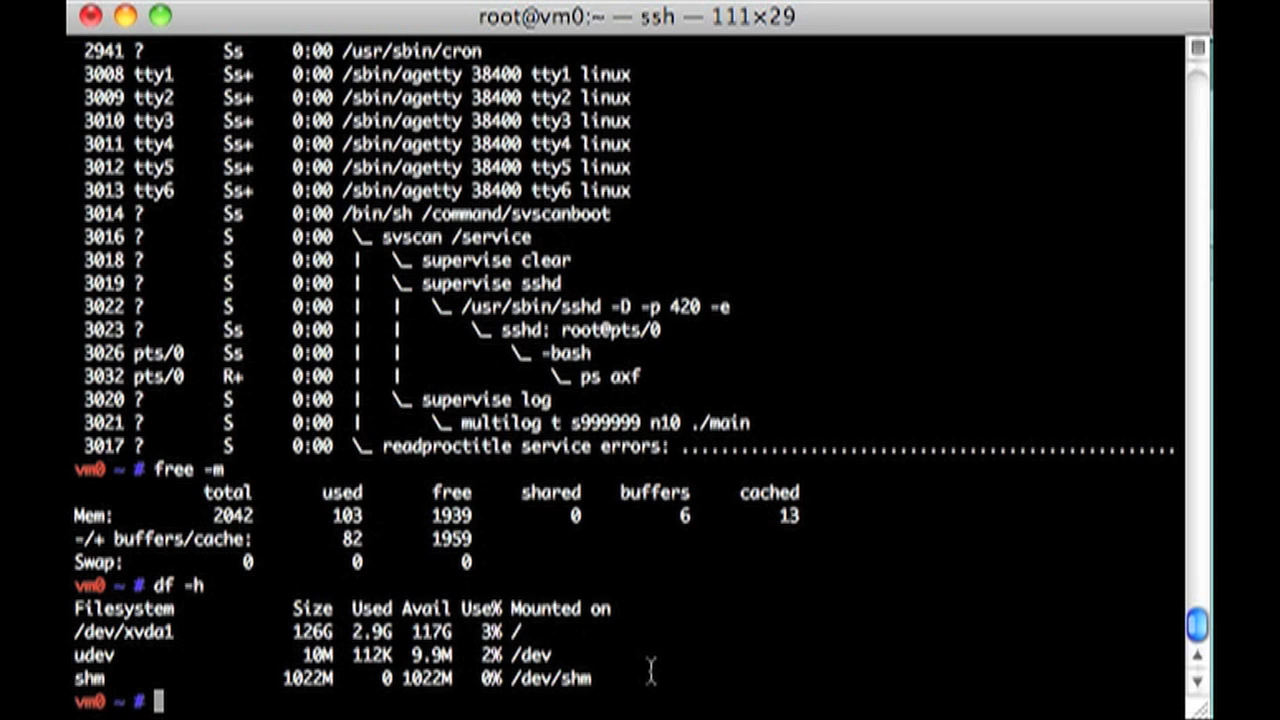 root@vm0:~ — ssh — 111×29
2941 ?        Ss     0:00 /usr/sbin/cron
3008 tty1     Ss+    0:00 /sbin/agetty 38400 tty1 linux
3009 tty2     Ss+    0:00 /sbin/agetty 38400 tty2 linux
3010 tty3     Ss+    0:00 /sbin/agetty 38400 tty3 linux
3011 tty4     Ss+    0:00 /sbin/agetty 38400 tty4 linux
3012 tty5     Ss+    0:00 /sbin/agetty 38400 tty5 linux
3013 tty6     Ss+    0:00 /sbin/agetty 38400 tty6 linux
3014 ?        Ss     0:00 /bin/sh /command/svscanboot
3016 ?        S      0:00  \_ svscan /service
3018 ?        S      0:00  |   \_ supervise clear
3019 ?        S      0:00  |   \_ supervise sshd
3022 ?        S      0:00  |   |   \_ /usr/sbin/sshd -D -p 420 -e
3023 ?        Ss     0:00  |   |       \_ sshd: root@pts/0
3026 pts/0    Ss     0:00  |   |           \_ -bash
3032 pts/0    R+     0:00  |   |               \_ ps axf
3020 ?        S      0:00  |   \_ supervise log
3021 ?        S      0:00  |       \_ multilog t s999999 n10 ./main
3017 ?        S      0:00  \_ readproctitle service errors: ..................................................
vm0 ~ # free -m
             total       used       free     shared    buffers     cached
Mem:          2042        103       1939          0          6         13
-/+ buffers/cache:         82       1959
Swap:            0          0          0
vm0 ~ # df -h
Filesystem            Size  Used Avail Use% Mounted on
/dev/xvda1            126G  2.9G  117G   3% /
udev                   10M  112K  9.9M   2% /dev
shm                  1022M     0 1022M   0% /dev/shm
vm0 ~ #